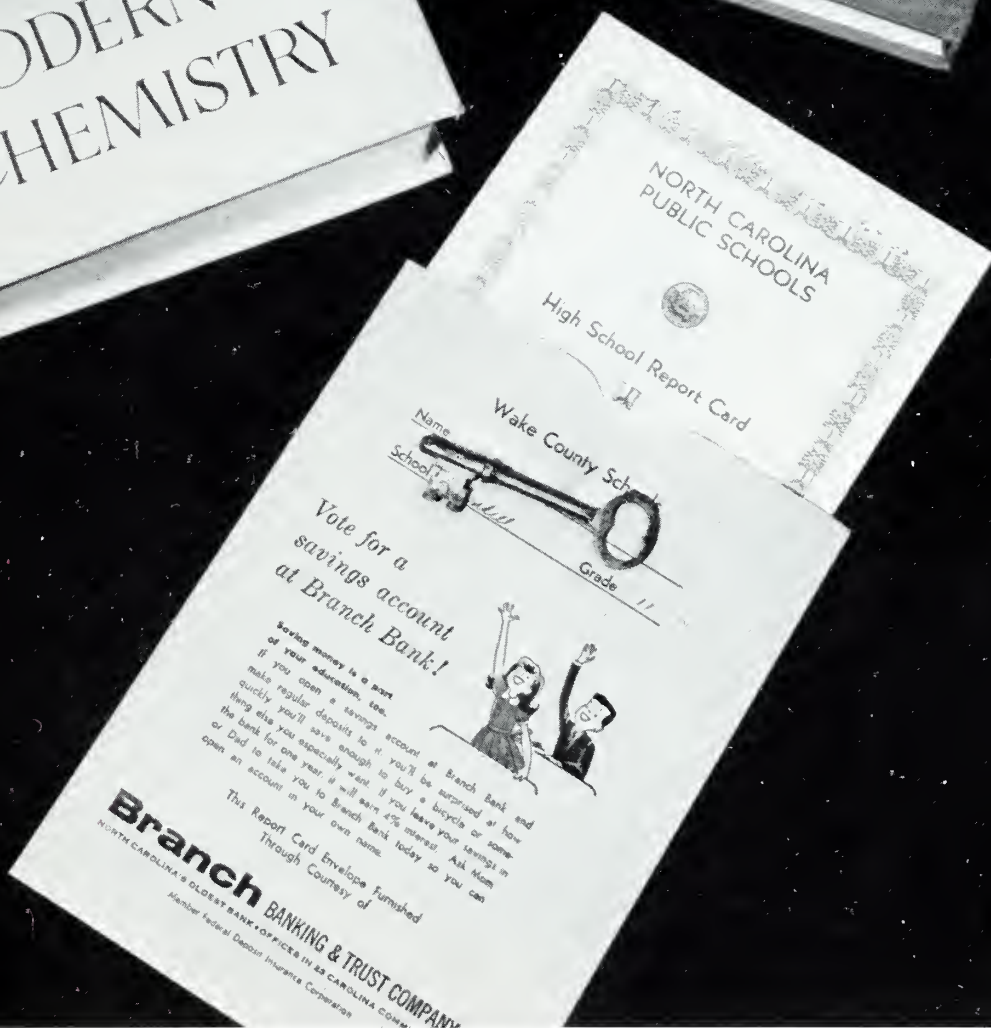 MODERN
CHEMISTRY
NORTH CAROLINA
PUBLIC SCHOOLS
High School Report Card
Wake County Schools
Name
School
Grade
Vote for a
savings account
at Branch Bank!
Saving money is a part
of your education, too.
If you open a savings account at Branch Bank and
make regular deposits to it, you'll be surprised at how
quickly you'll save enough to buy a bicycle or some-
thing else you especially want. If you leave your savings in
the bank for one year it will earn 4% interest. Ask Mom
or Dad to take you to Branch Bank today so you can
open an account in your own name.
This Report Card Envelope Furnished
Through Courtesy of
Branch BANKING & TRUST COMPANY
NORTH CAROLINA'S OLDEST BANK • OFFICES IN 23 CAROLINA
Member Federal Deposit Insurance Corporation